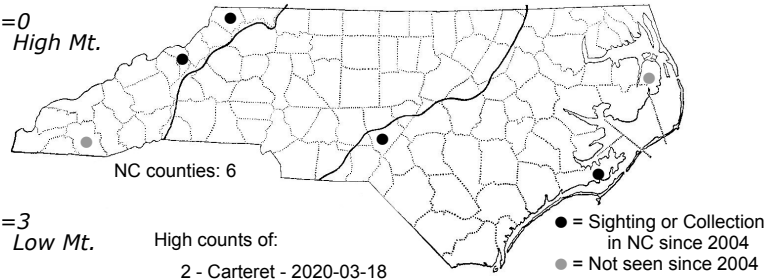 =0
High Mt.
NC counties: 6
=3
Low Mt.
High counts of:
2 - Carteret - 2020-03-18
● = Sighting or Collection
in NC since 2004
● = Not seen since 2004